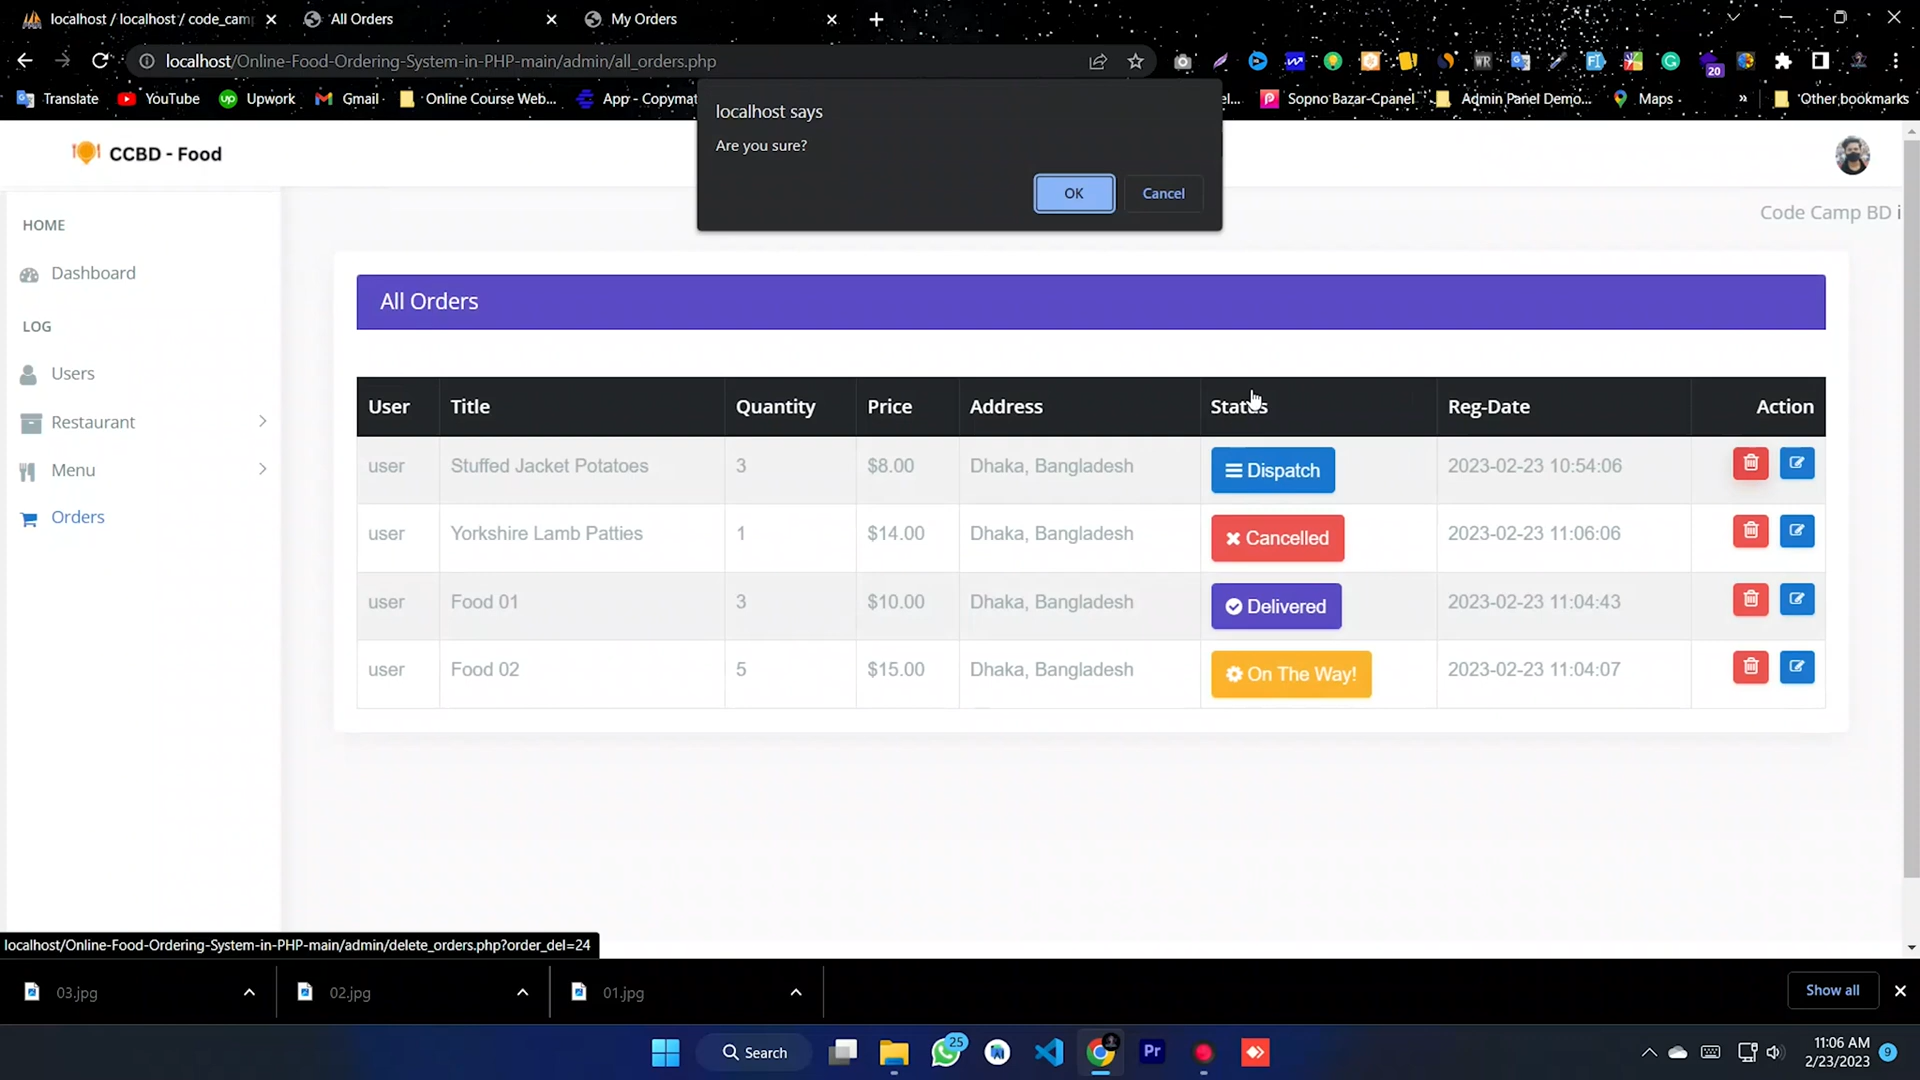 localhost / localhost / code_camp
All Orders
My Orders
localhost/Online-Food-Ordering-System-in-PHP-main/admin/all_orders.php
20
Translate
YouTube
Upwork
Gmail
Online Course Web...
App - Copymat
el...
Sopno Bazar-Cpanel
Admin Panel Demo...
Maps
»
Other bookmarks
localhost says
Are you sure?
OK
Cancel
CCBD - Food
Code Camp BD i
HOME
Dashboard
LOG
Users
Restaurant
Menu
Orders
All Orders
User Title Quantity Price Address Status Reg-Date Action
user Stuffed Jacket Potatoes 3 $8.00 Dhaka, Bangladesh Dispatch 2023-02-23 10:54:06
user Yorkshire Lamb Patties 1 $14.00 Dhaka, Bangladesh Cancelled 2023-02-23 11:06:06
user Food 01 3 $10.00 Dhaka, Bangladesh Delivered 2023-02-23 11:04:43
user Food 02 5 $15.00 Dhaka, Bangladesh On The Way! 2023-02-23 11:04:07
localhost/Online-Food-Ordering-System-in-PHP-main/admin/delete_orders.php?order_del=24
03.jpg
02.jpg
01.jpg
Show all
Search
25
Pr
11:06 AM
2/23/2023
9